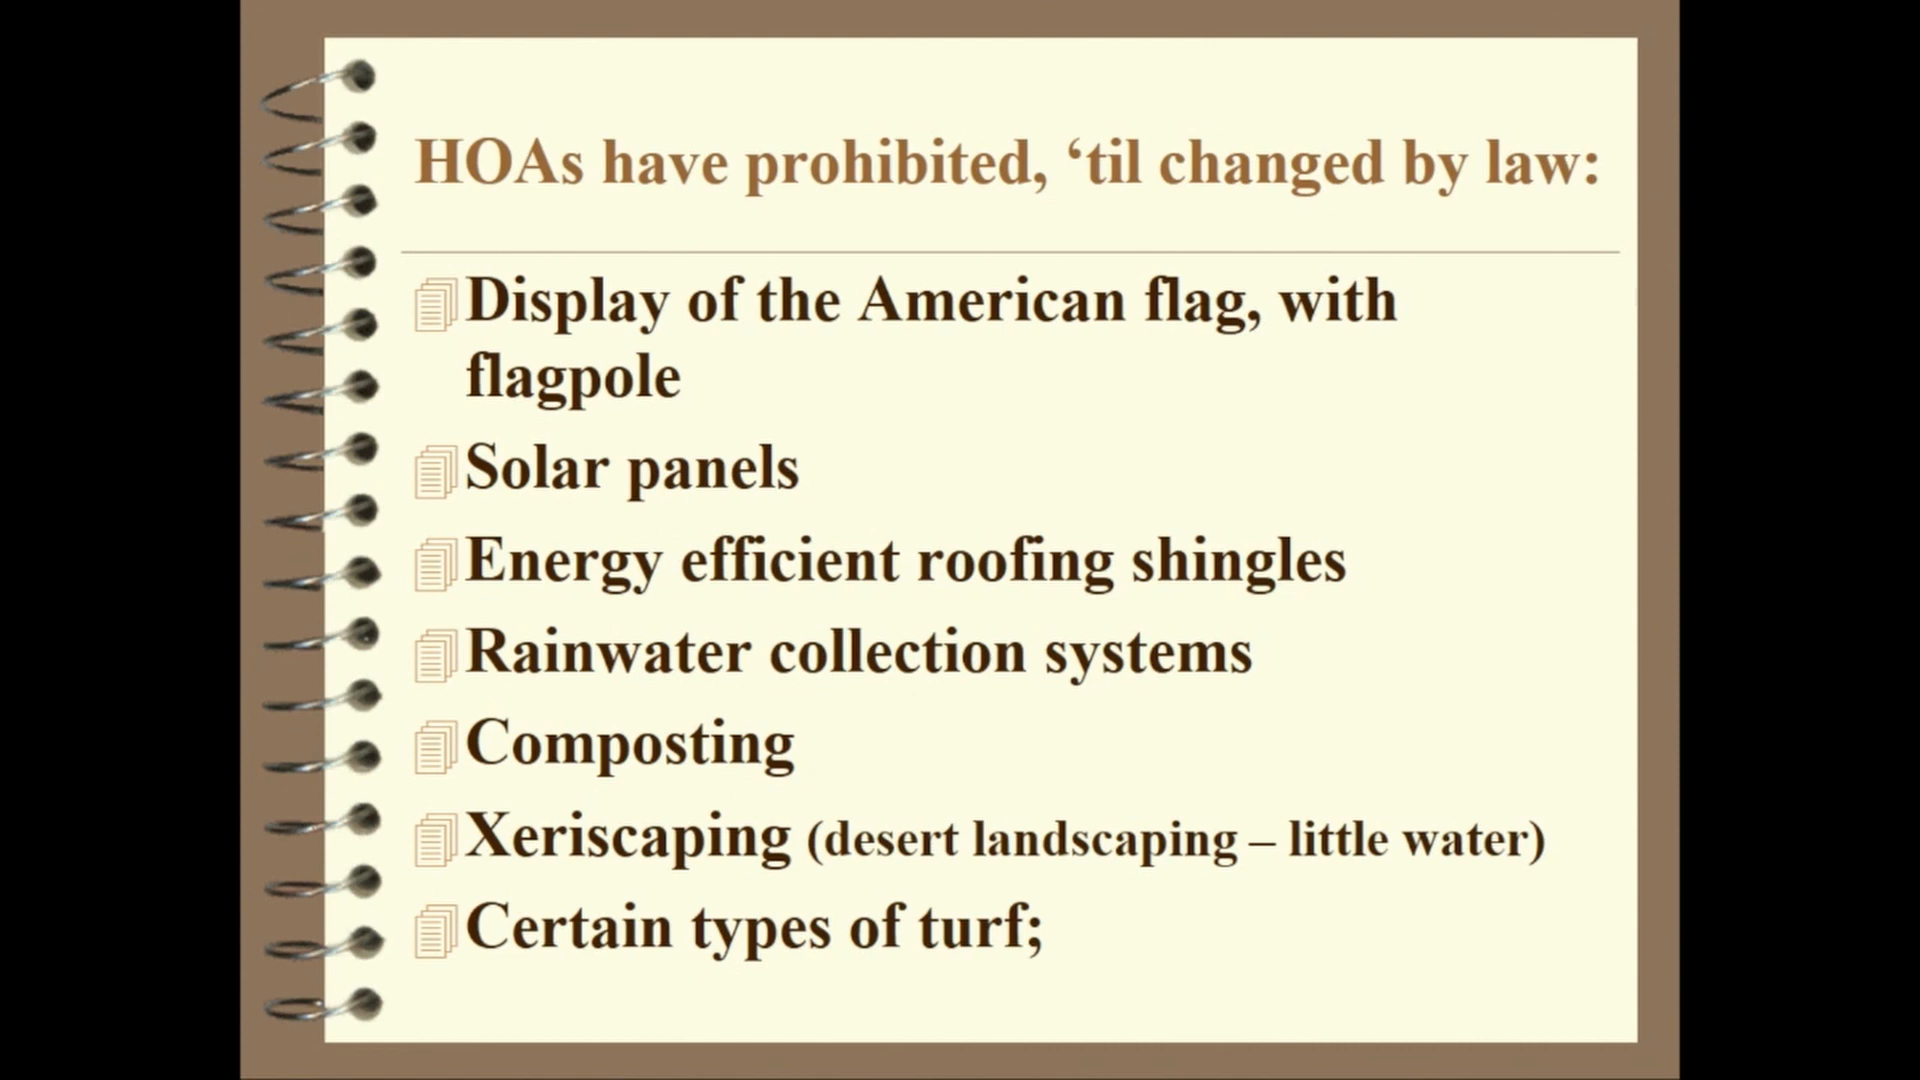 HOAs have prohibited, ‘til changed by law:
Display of the American flag, with
flagpole
Solar panels
Energy efficient roofing shingles
Rainwater collection systems
Composting
Xeriscaping (desert landscaping – little water)
Certain types of turf;